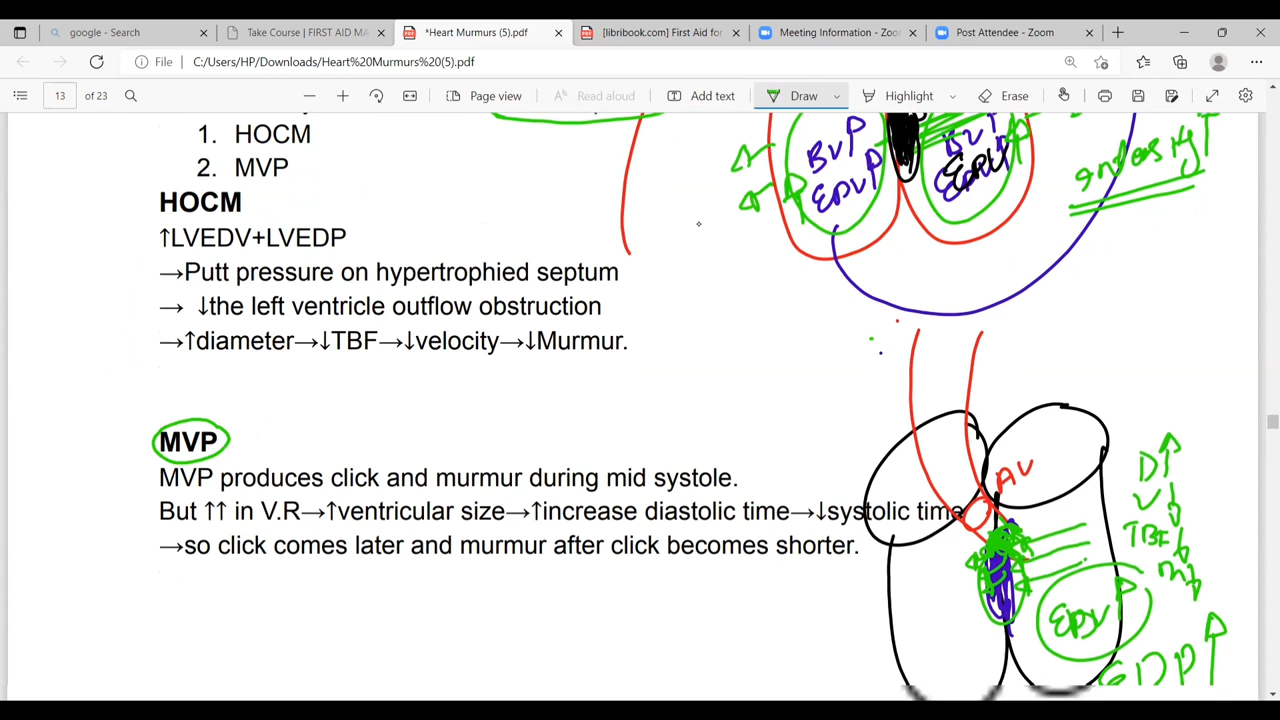 google - Search
Take Course | FIRST AID MA
*Heart Murmurs (5).pdf
[libribook.com] First Aid for
Meeting Information - Zoo
Post Attendee - Zoom
File C:/Users/HP/Downloads/Heart%20Murmurs%20(5).pdf
13 of 23
Page view
Read aloud
Add text
Draw
Highlight
Erase
1. HOCM
2. MVP
HOCM
↑LVEDV+LVEDP
→Putt pressure on hypertrophied septum
→ ↓the left ventricle outflow obstruction
→↑diameter→↓TBF→↓velocity→↓Murmur.
MVP
MVP produces click and murmur during mid systole.
But ↑↑ in V.R→↑ventricular size→↑increase diastolic time→↓systolic time
→so click comes later and murmur after click becomes shorter.
BVP
EDVP
BVP
intensity↑
AV
D↑
V↓
TBF↓
m↓
EDV↑
EDP↑